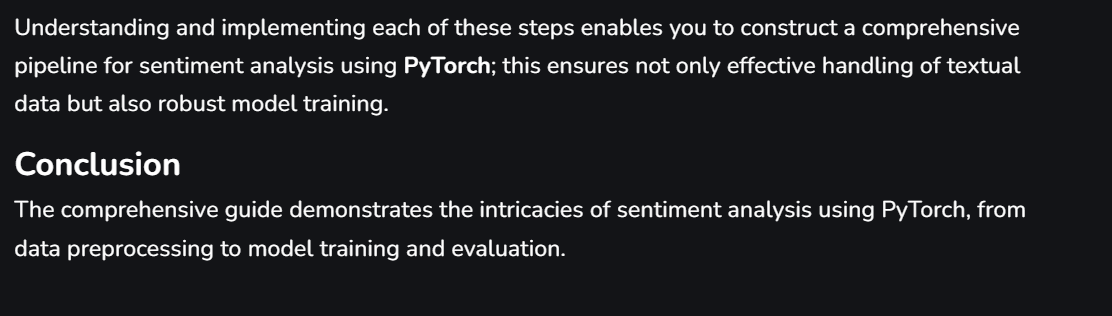 Understanding and implementing each of these steps enables you to construct a comprehensive
pipeline for sentiment analysis using PyTorch; this ensures not only effective handling of textual
data but also robust model training.
Conclusion
The comprehensive guide demonstrates the intricacies of sentiment analysis using PyTorch, from
data preprocessing to model training and evaluation.